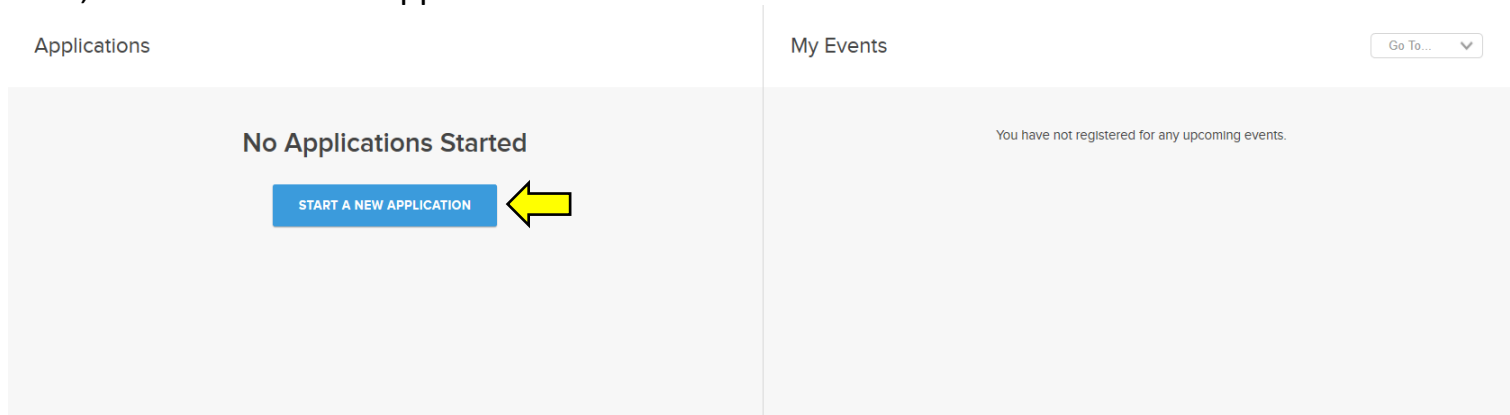 Applications
No Applications Started
START A NEW APPLICATION
My Events
Go To...
You have not registered for any upcoming events.